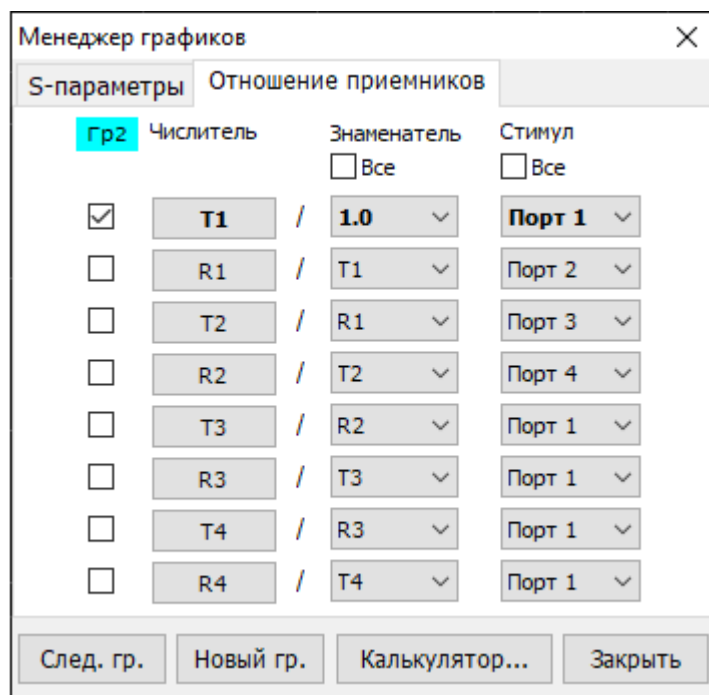 Менеджер графиков
S-параметры Отношение приемников
Гр2 Числитель Знаменатель Стимул
Все Все
T1 / 1.0 Порт 1
R1 / T1 Порт 2
T2 / R1 Порт 3
R2 / T2 Порт 4
T3 / R2 Порт 1
R3 / T3 Порт 1
T4 / R3 Порт 1
R4 / T4 Порт 1
След. гр. Новый гр. Калькулятор... Закрыть